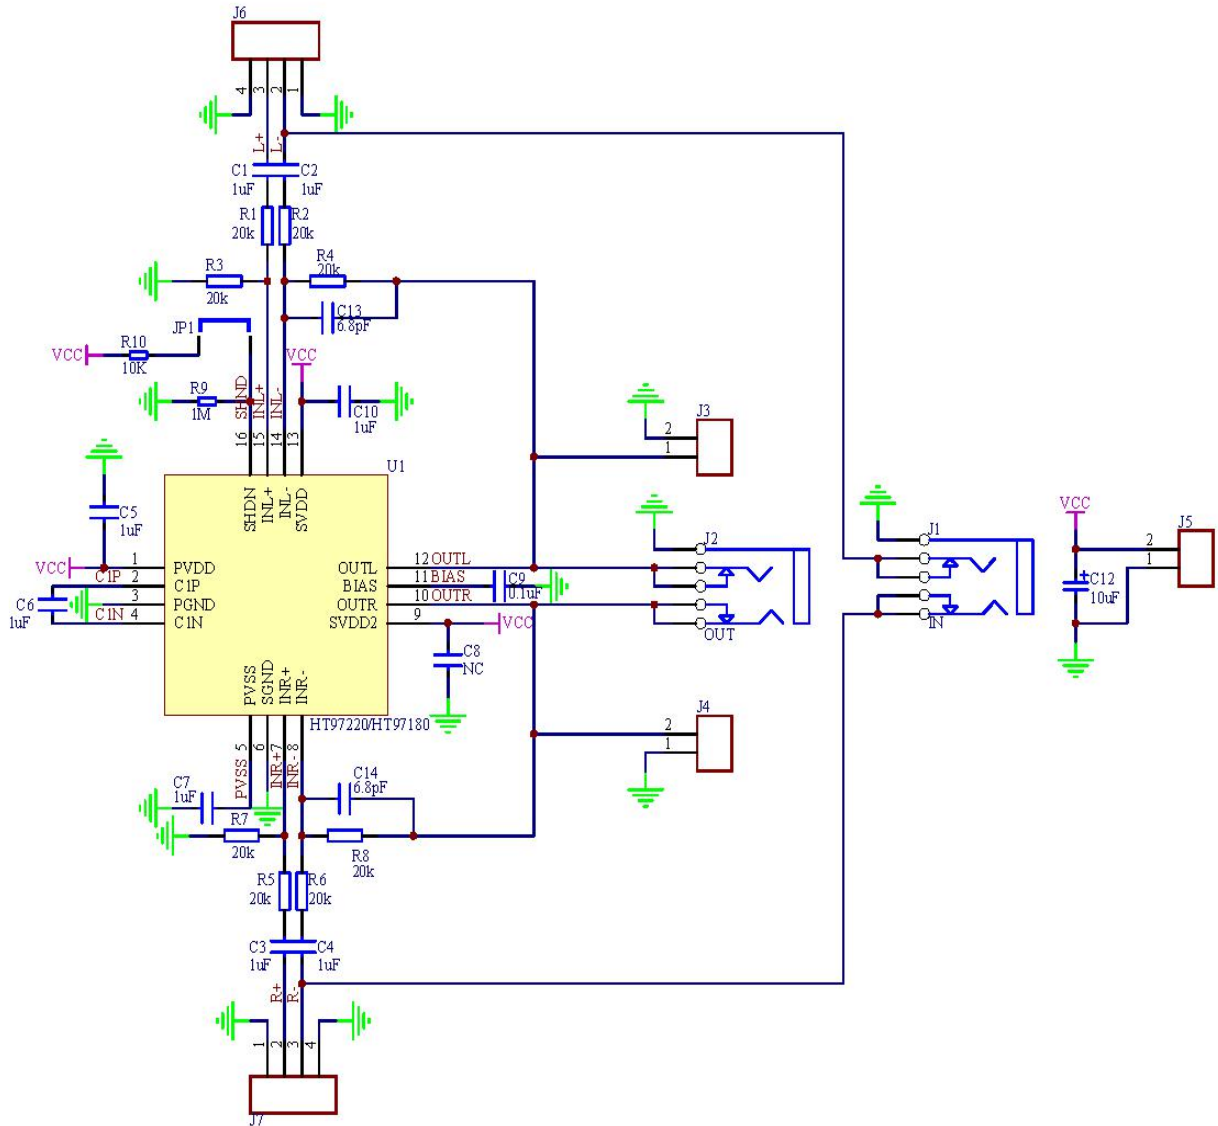 J6
4 3 2 1
L+ L-
C1 C2
1uF 1uF
R1 R2
20k 20k
R3 R4
20k 20k
C13
6.8pF
JP1
VCC R10
10K
VCC
R9
1M
SHND INL+ INL-
C10
1uF
16 15 14 13
J3
2
1
U1
SHDN INL+ INL- SVDD
C5
1uF
VCC
1 PVDD
C1P 2 C1P
3 PGND
C1N 4 C1N
C6
1uF
OUTL 12 OUTL
BIAS 11 BIAS C9
0.1uF
OUTR 10 OUTR
SVDD2 9 VCC
J2
OUT
J1
IN
VCC
J5
2
1
C12
+
10uF
C8
NC
PVSS SGND INR+ INR-
HT97220/HT97180
5 6 7 8
PVSS INR+ INR-
J4
2
1
C7
1uF
C14
6.8pF
R7
20k
R8
20k
R5 R6
20k 20k
C3 C4
1uF 1uF
R+ R-
1 2 3 4
J7